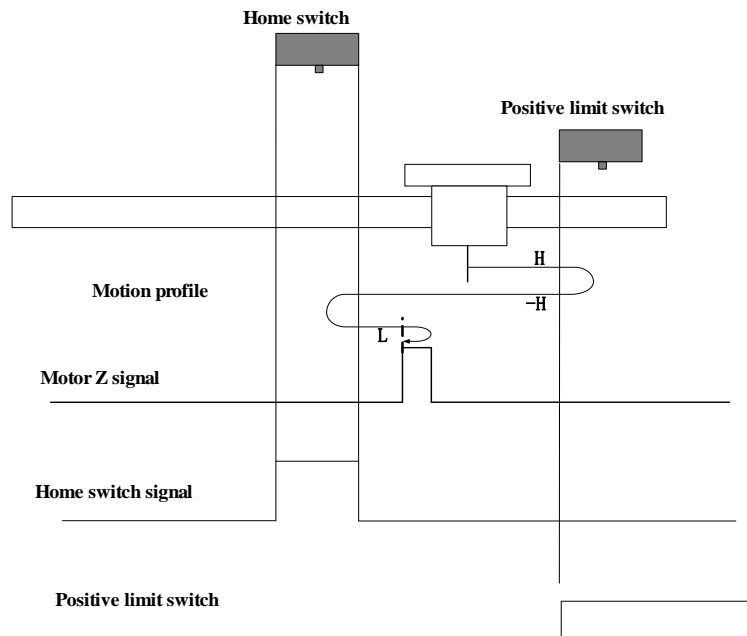 Home switch
Positive limit switch
H
Motion profile
-H
L
Motor Z signal
Home switch signal
Positive limit switch